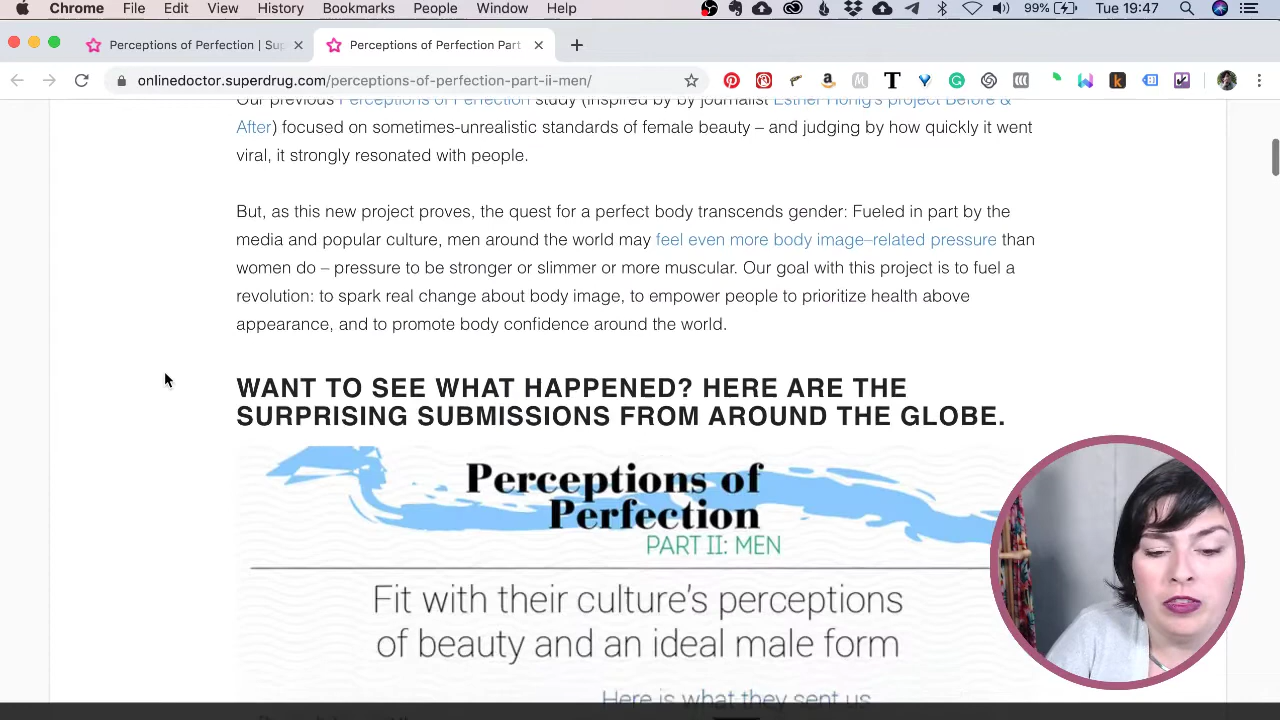 Chrome File Edit View History Bookmarks People Window Help 99% Tue 19:47
Perceptions of Perfection | Sup
Perceptions of Perfection Part
onlinedoctor.superdrug.com/perceptions-of-perfection-part-ii-men/
Our previous Perceptions of Perfection study (inspired by by journalist Esther Honig's project Before &
After) focused on sometimes-unrealistic standards of female beauty – and judging by how quickly it went
viral, it strongly resonated with people.
But, as this new project proves, the quest for a perfect body transcends gender: Fueled in part by the
media and popular culture, men around the world may feel even more body image–related pressure than
women do – pressure to be stronger or slimmer or more muscular. Our goal with this project is to fuel a
revolution: to spark real change about body image, to empower people to prioritize health above
appearance, and to promote body confidence around the world.
WANT TO SEE WHAT HAPPENED? HERE ARE THE
SURPRISING SUBMISSIONS FROM AROUND THE GLOBE.
Perceptions of
Perfection
PART II: MEN
Fit with their culture's perceptions
of beauty and an ideal male form
Here is what they sent us